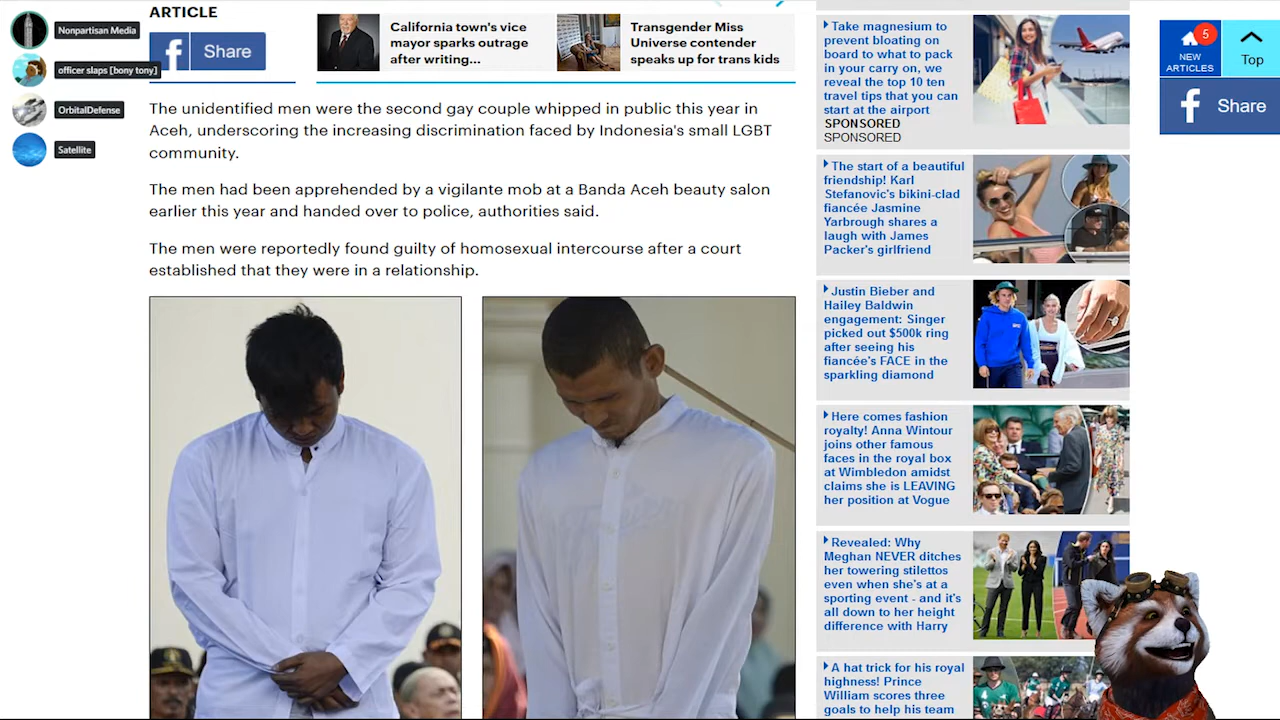 Nonpartisan Media
officer slaps [bony tony]
OrbitalDefense
Satellite
ARTICLE
f Share
California town's vice
mayor sparks outrage
after writing...
Transgender Miss
Universe contender
speaks up for trans kids
The unidentified men were the second gay couple whipped in public this year in
Aceh, underscoring the increasing discrimination faced by Indonesia's small LGBT
community.
The men had been apprehended by a vigilante mob at a Banda Aceh beauty salon
earlier this year and handed over to police, authorities said.
The men were reportedly found guilty of homosexual intercourse after a court
established that they were in a relationship.
Take magnesium to
prevent bloating on
board to what to pack
in your carry on, we
reveal the top 10 ten
travel tips that you can
start at the airport
SPONSORED
SPONSORED
The start of a beautiful
friendship! Karl
Stefanovic's bikini-clad
fiancée Jasmine
Yarbrough shares a
laugh with James
Packer's girlfriend
Justin Bieber and
Hailey Baldwin
engagement: Singer
picked out $500k ring
after seeing his
fiancée's FACE in the
sparkling diamond
Here comes fashion
royalty! Anna Wintour
joins other famous
faces in the royal box
at Wimbledon amidst
claims she is LEAVING
her position at Vogue
Revealed: Why
Meghan NEVER ditches
her towering stilettos
even when she's at a
sporting event - and it's
all down to her height
difference with Harry
A hat trick for his royal
highness! Prince
William scores three
goals to help his team
5
NEW
ARTICLES
Top
f Share